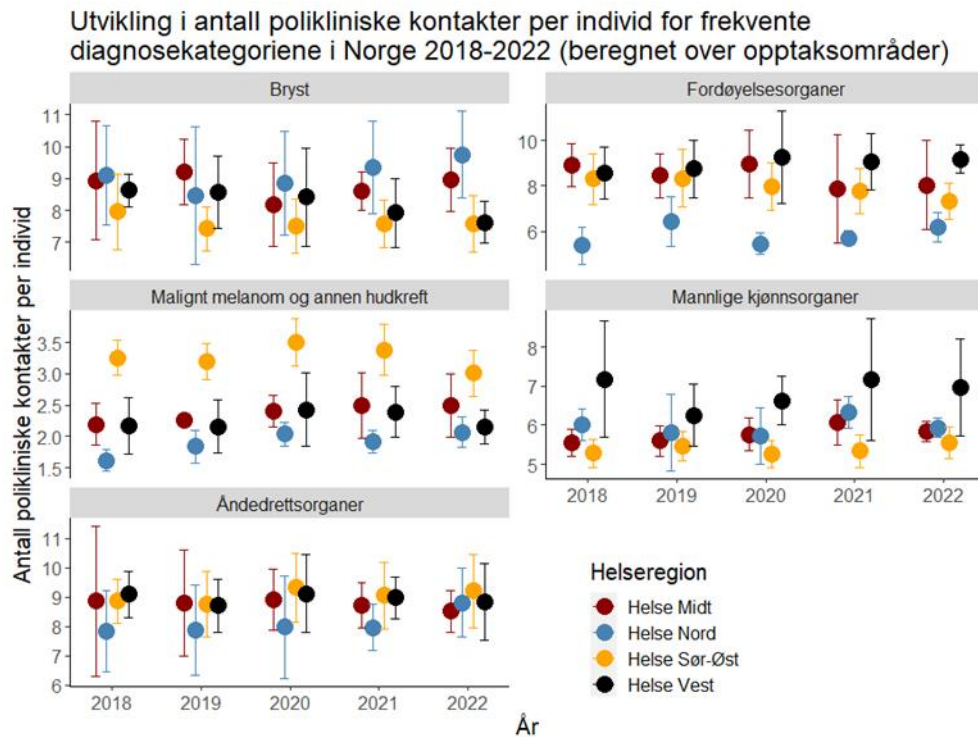 Utvikling i antall polikliniske kontakter per individ for frekvente
diagnosekategoriene i Norge 2018-2022 (beregnet over opptaksområder)
Antall polikliniske kontakter per individ
Bryst
11
10
9
8
7
Fordøyelsesorganer
10
8
6
Malignt melanom og annen hudkreft
3.5
3.0
2.5
2.0
1.5
Mannlige kjønnsorganer
8
7
6
5
2018 2019 2020 2021 2022
Åndedrettsorganer
11
10
9
8
7
6
2018 2019 2020 2021 2022
År
Helseregion
Helse Midt
Helse Nord
Helse Sør-Øst
Helse Vest